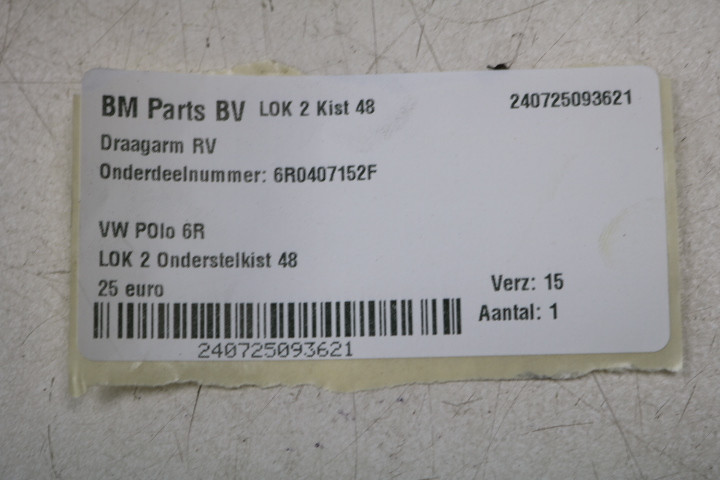 BM Parts BV LOK 2 Kist 48 240725093621
Draagarm RV
Onderdeelnummer: 6R0407152F
VW POlo 6R
LOK 2 Onderstelkist 48
25 euro Verz: 15
Aantal: 1
240725093621